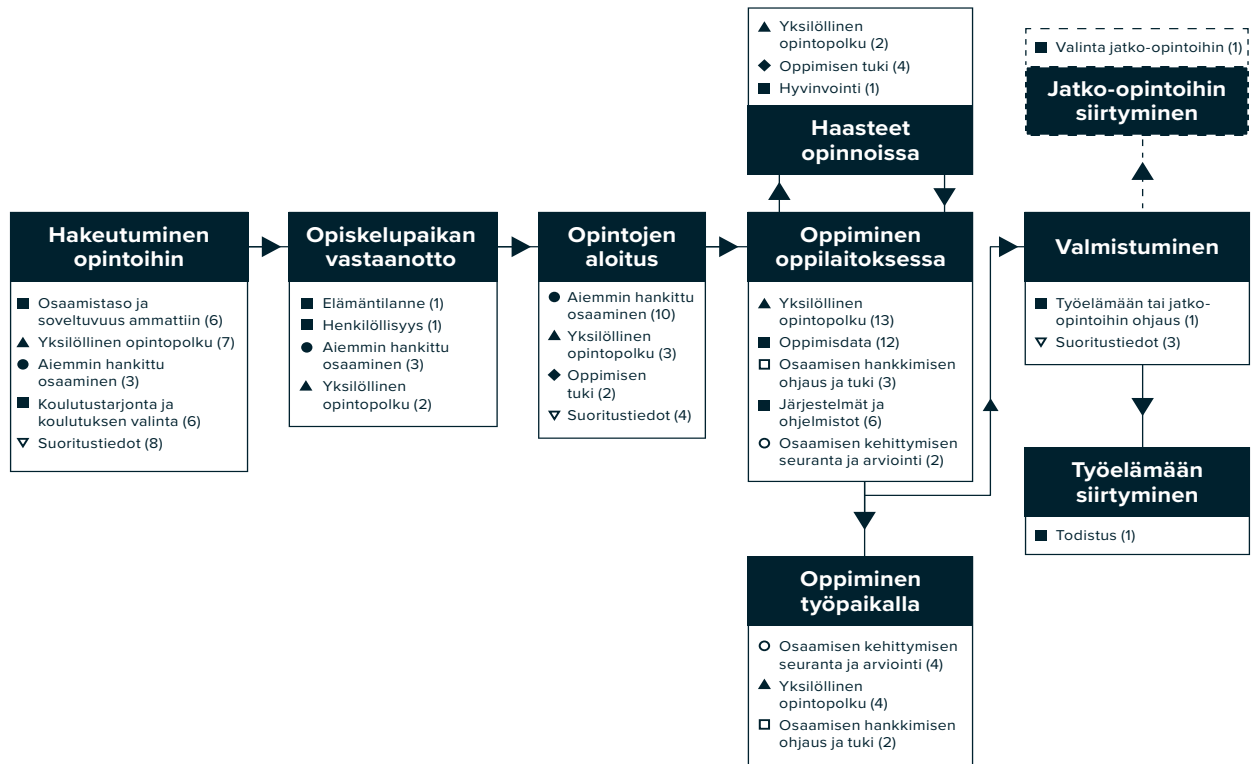 Hakeutuminen
opintoihin
Osaamistaso ja
soveltuvuus ammattiin (6)
Yksilöllinen opintopolku (7)
Aiemmin hankittu
osaaminen (3)
Koulutustarjonta ja
koulutuksen valinta (6)
Suoritustiedot (8)
Opiskelupaikan
vastaanotto
Elämäntilanne (1)
Henkilöllisyys (1)
Aiemmin hankittu
osaaminen (3)
Yksilöllinen
opintopolku (2)
Opintojen
aloitus
Aiemmin hankittu
osaaminen (10)
Yksilöllinen
opintopolku (3)
Oppimisen
tuki (2)
Suoritustiedot (4)
Yksilöllinen
opintopolku (2)
Oppimisen tuki (4)
Hyvinvointi (1)
Haasteet
opinnoissa
Oppiminen
oppilaitoksessa
Yksilöllinen
opintopolku (13)
Oppimisdata (12)
Osaamisen hankkimisen
ohjaus ja tuki (3)
Järjestelmät ja
ohjelmistot (6)
Osaamisen kehittymisen
seuranta ja arviointi (2)
Oppiminen
työpaikalla
Osaamisen kehittymisen
seuranta ja arviointi (4)
Yksilöllinen
opintopolku (4)
Osaamisen hankkimisen
ohjaus ja tuki (2)
Valinta jatko-opintoihin (1)
Jatko-opintoihin
siirtyminen
Valmistuminen
Työelämään tai jatko-
opintoihin ohjaus (1)
Suoritustiedot (3)
Työelämään
siirtyminen
Todistus (1)